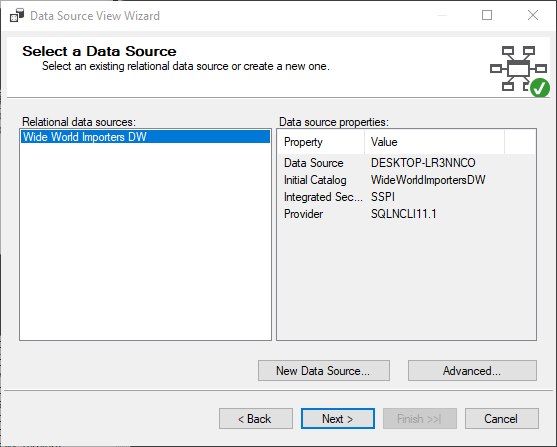 Data Source View Wizard
Select a Data Source
Select an existing relational data source or create a new one.
Relational data sources:
Wide World Importers DW
Data source properties:
Property Value
Data Source DESKTOP-LR3NNCO
Initial Catalog WideWorldImportersDW
Integrated Sec... SSPI
Provider SQLNCLI11.1
New Data Source... Advanced...
< Back Next > Finish >>| Cancel